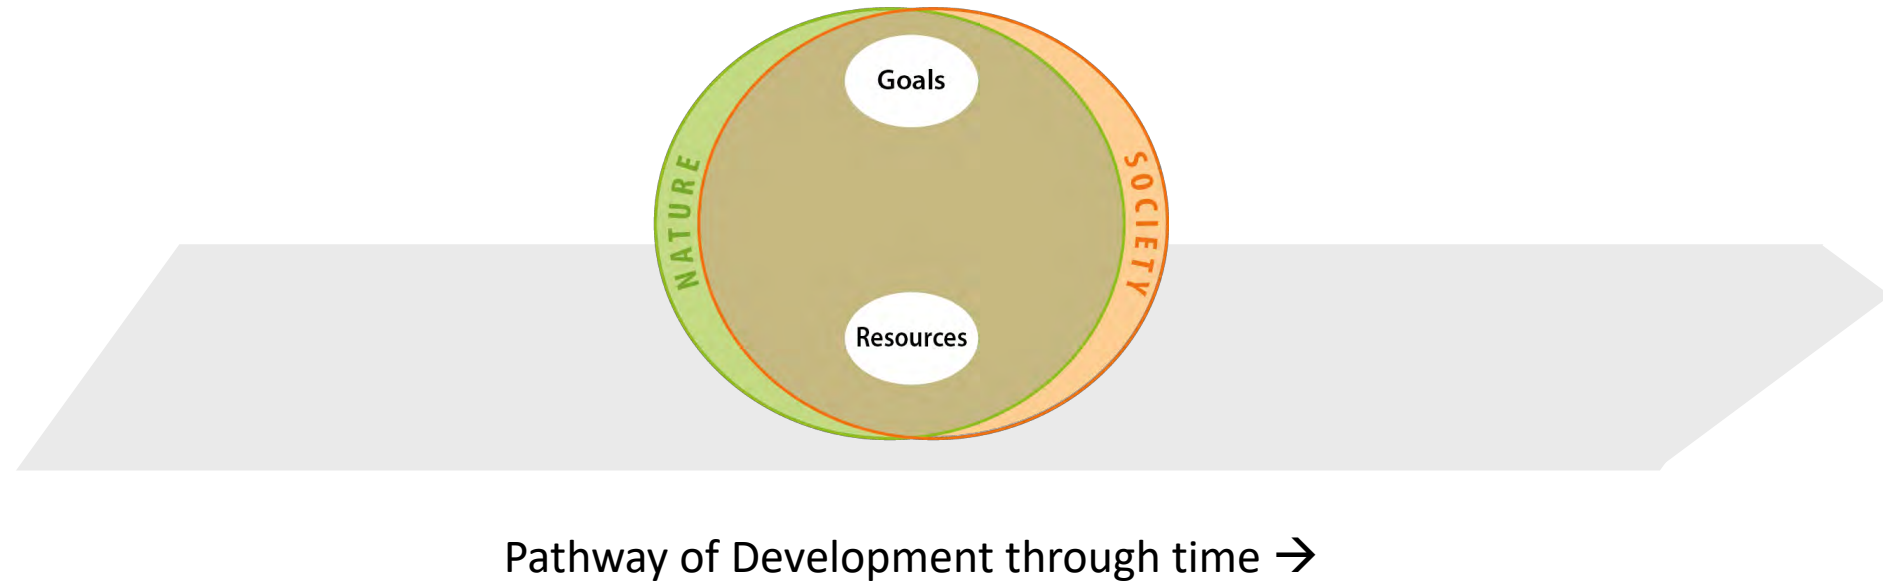 Goals
NATURE
SOCIETY
Resources
Pathway of Development through time →